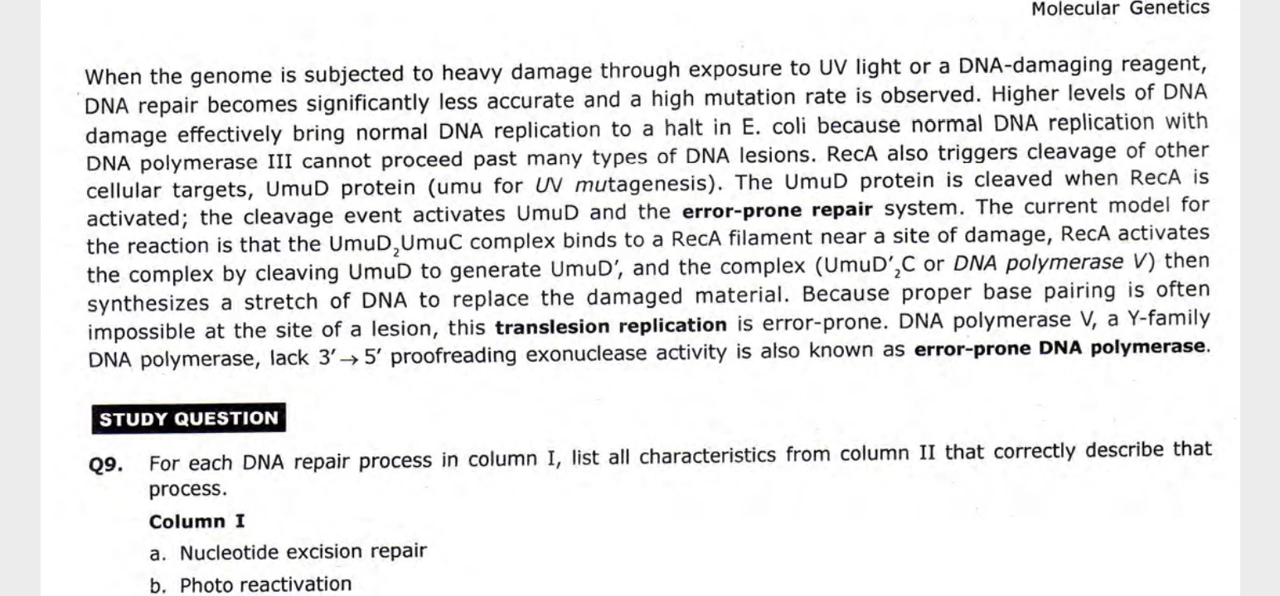 Molecular Genetics
When the genome is subjected to heavy damage through exposure to UV light or a DNA-damaging reagent,
DNA repair becomes significantly less accurate and a high mutation rate is observed. Higher levels of DNA
damage effectively bring normal DNA replication to a halt in E. coli because normal DNA replication with
DNA polymerase III cannot proceed past many types of DNA lesions. RecA also triggers cleavage of other
cellular targets, UmuD protein (umu for UV mutagenesis). The UmuD protein is cleaved when RecA is
activated; the cleavage event activates UmuD and the error-prone repair system. The current model for
the reaction is that the UmuD₂UmuC complex binds to a RecA filament near a site of damage, RecA activates
the complex by cleaving UmuD to generate UmuD′, and the complex (UmuD′₂C or DNA polymerase V) then
synthesizes a stretch of DNA to replace the damaged material. Because proper base pairing is often
impossible at the site of a lesion, this translesion replication is error-prone. DNA polymerase V, a Y-family
DNA polymerase, lack 3′→5′ proofreading exonuclease activity is also known as error-prone DNA polymerase.
STUDY QUESTION
Q9. For each DNA repair process in column I, list all characteristics from column II that correctly describe that
process.
Column I
a. Nucleotide excision repair
b. Photo reactivation